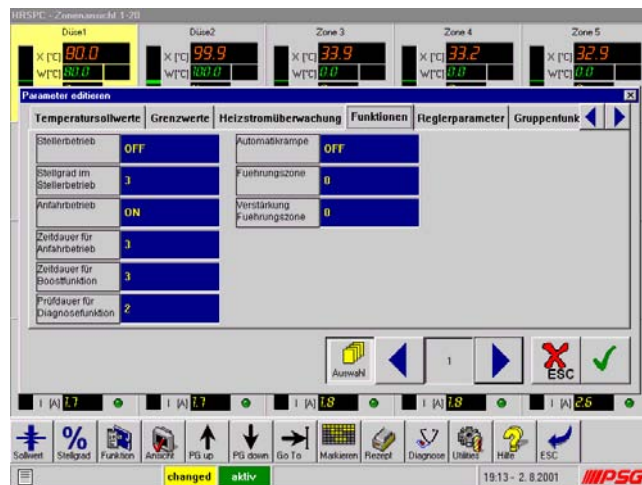 HRSPC - Zonenansicht 1-20
Düse1 Düse2 Zone 3 Zone 4 Zone 5
X [°C] 80.0 X [°C] 99.9 X [°C] 33.9 X [°C] 33.2 X [°C] 32.9
W[°C] 80.0 W[°C] 100.0 W[°C] 0.0 W[°C] 0.0 W[°C] 0.0
Parameter editieren
Temperatursollwerte Grenzwerte Heizstromüberwachung Funktionen Reglerparameter Gruppenfunk
Stellerbetrieb OFF Automatikrampe OFF
Stellgrad im
Stellerbetrieb 3 Fuehrungszone 0
Anfahrbetrieb ON Verstärkung
Fuehrungszone 0
Zeitdauer für
Anfahrbetrieb 3
Zeitdauer für
Boostfunktion 3
Prüfdauer für
Diagnosefunktion 2
Auswahl 1 ESC
I [A] 1.7 I [A] 1.7 I [A] 1.8 I [A] 1.8 I [A] 2.6
Sollwert Stellgrad Funktion Ansicht PG up PG down Go To Markieren Rezept Diagnose Utilities Hilfe ESC
changed aktiv 19:13 - 2. 8.2001 PSG